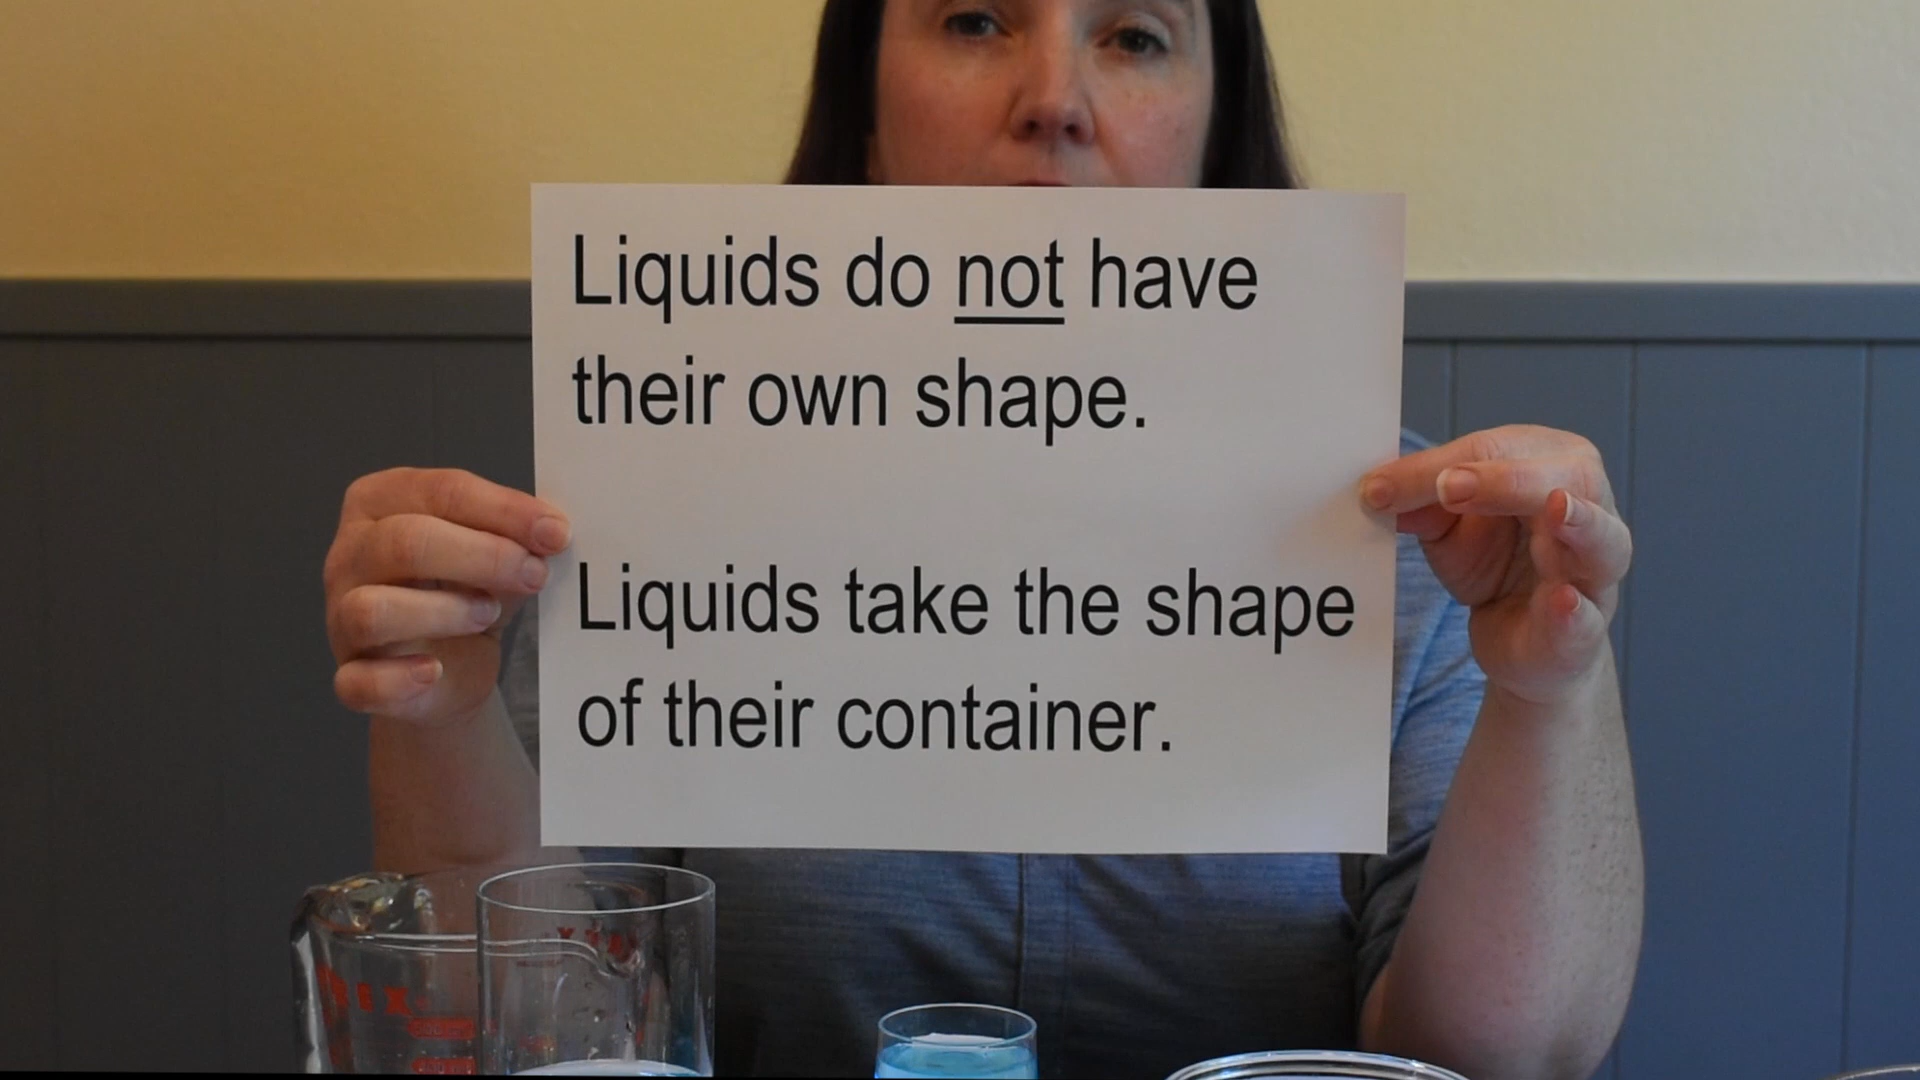 Liquids do not have
their own shape.
Liquids take the shape
of their container.